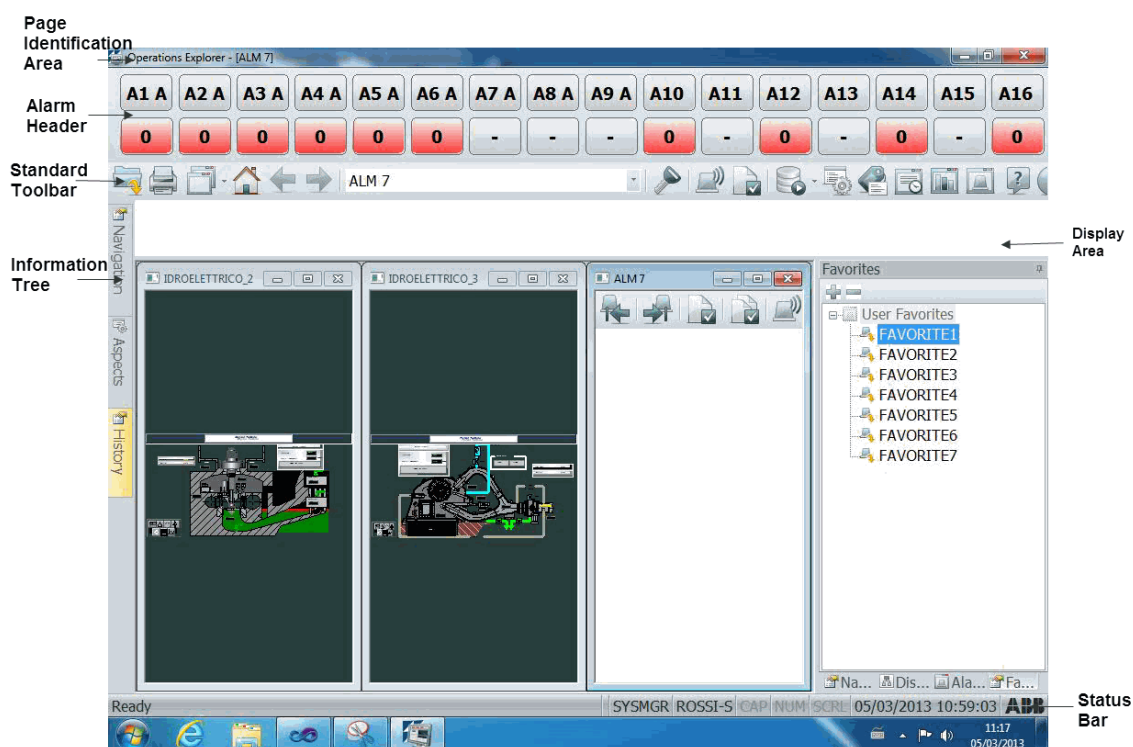 Page
Identification
Area
Operations Explorer - [ALM 7]
Alarm
Header
A1 A A2 A A3 A A4 A A5 A A6 A A7 A A8 A A9 A A10 A11 A12 A13 A14 A15 A16
0 0 0 0 0 0 - - - 0 - 0 - 0 - 0
Standard
Toolbar
ALM 7
Display
Area
Information
Tree
Navigation
Aspects
History
IDROELETTRICO_2
IDROELETTRICO_3
ALM 7
Favorites
User Favorites
FAVORITE1
FAVORITE2
FAVORITE3
FAVORITE4
FAVORITE5
FAVORITE6
FAVORITE7
Na... Dis... Ala... Fa...
Ready
SYSMGR ROSSI-S CAP NUM SCRL 05/03/2013 10:59:03 ABB
Status
Bar
11:17
05/03/2013